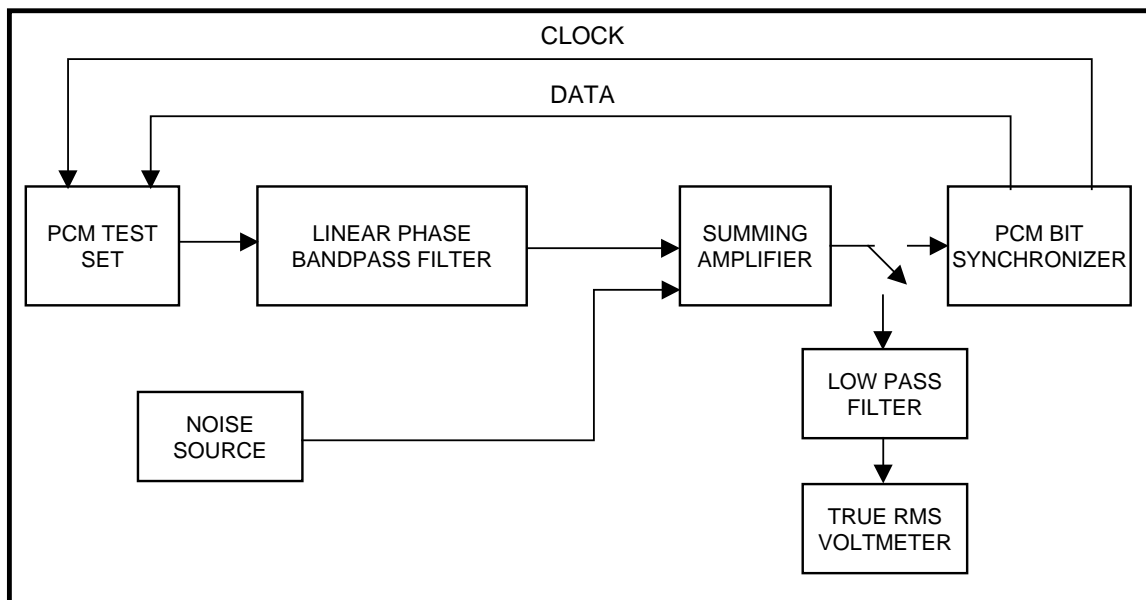 CLOCK
DATA
PCM TEST
SET
LINEAR PHASE
BANDPASS FILTER
SUMMING
AMPLIFIER
PCM BIT
SYNCHRONIZER
NOISE
SOURCE
LOW PASS
FILTER
TRUE RMS
VOLTMETER